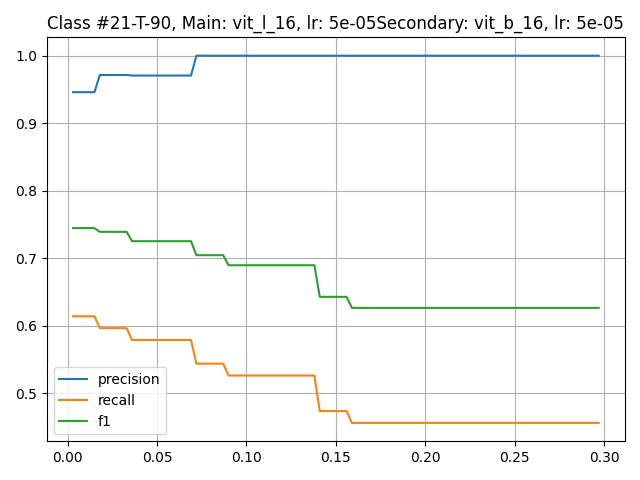 Class #21-T-90, Main: vit_l_16, lr: 5e-05Secondary: vit_b_16, lr: 5e-05
1.0
0.9
0.8
0.7
0.6
0.5
precision
recall
f1
0.00 0.05 0.10 0.15 0.20 0.25 0.30